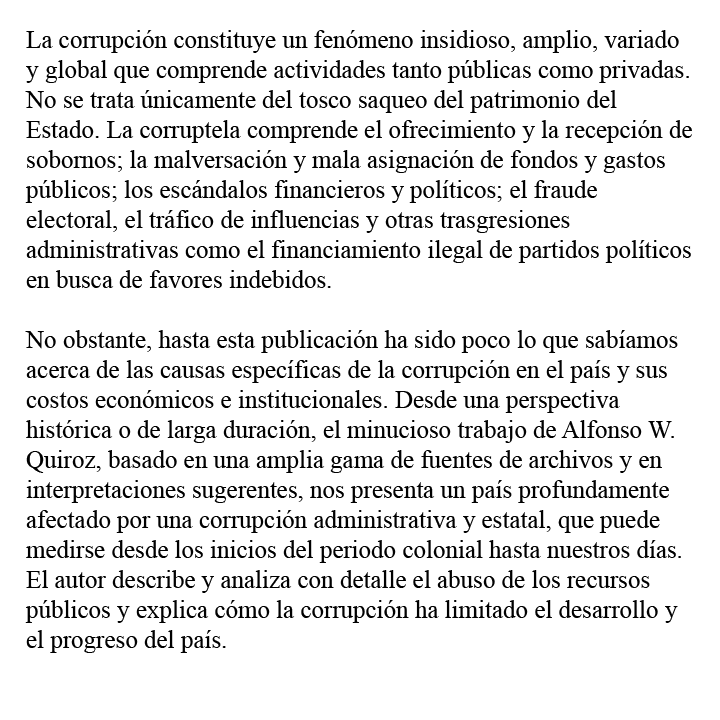 La corrupción constituye un fenómeno insidioso, amplio, variado
y global que comprende actividades tanto públicas como privadas.
No se trata únicamente del tosco saqueo del patrimonio del
Estado. La corruptela comprende el ofrecimiento y la recepción de
sobornos; la malversación y mala asignación de fondos y gastos
públicos; los escándalos financieros y políticos; el fraude
electoral, el tráfico de influencias y otras trasgresiones
administrativas como el financiamiento ilegal de partidos políticos
en busca de favores indebidos.

No obstante, hasta esta publicación ha sido poco lo que sabíamos
acerca de las causas específicas de la corrupción en el país y sus
costos económicos e institucionales. Desde una perspectiva
histórica o de larga duración, el minucioso trabajo de Alfonso W.
Quiroz, basado en una amplia gama de fuentes de archivos y en
interpretaciones sugerentes, nos presenta un país profundamente
afectado por una corrupción administrativa y estatal, que puede
medirse desde los inicios del periodo colonial hasta nuestros días.
El autor describe y analiza con detalle el abuso de los recursos
públicos y explica cómo la corrupción ha limitado el desarrollo y
el progreso del país.